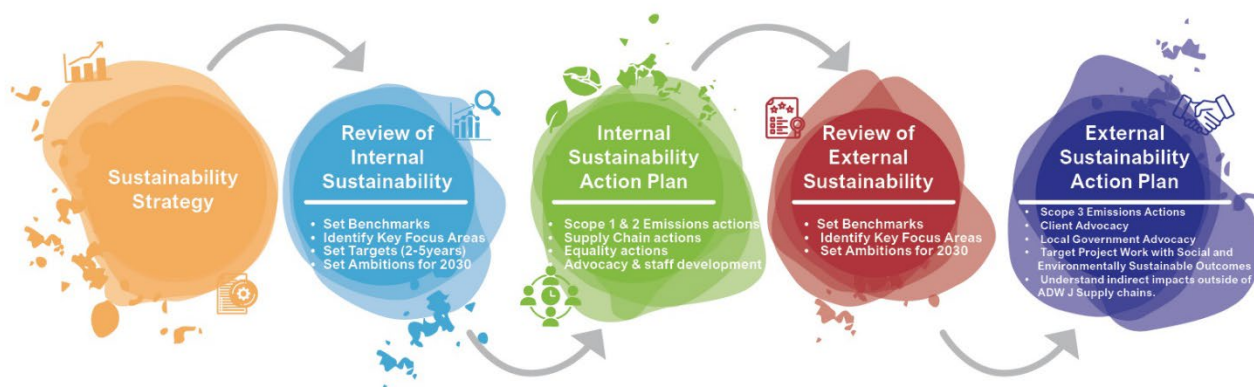 Sustainability
Strategy
Review of
Internal
Sustainability
• Set Benchmarks
• Identify Key Focus Areas
• Set Targets (2-5years)
• Set Ambitions for 2030
Internal
Sustainability
Action Plan
• Scope 1 & 2 Emissions actions
• Supply Chain actions
• Equality actions
• Advocacy & staff development
Review of
External
Sustainability
• Set Benchmarks
• Identify Key Focus Areas
• Set Ambitions for 2030
External
Sustainability
Action Plan
• Scope 3 Emissions Actions
• Client Advocacy
• Local Government Advocacy
• Target Project Work with Social and
Environmentally Sustainable Outcomes
• Understand indirect impacts outside of
ADW J Supply chains.